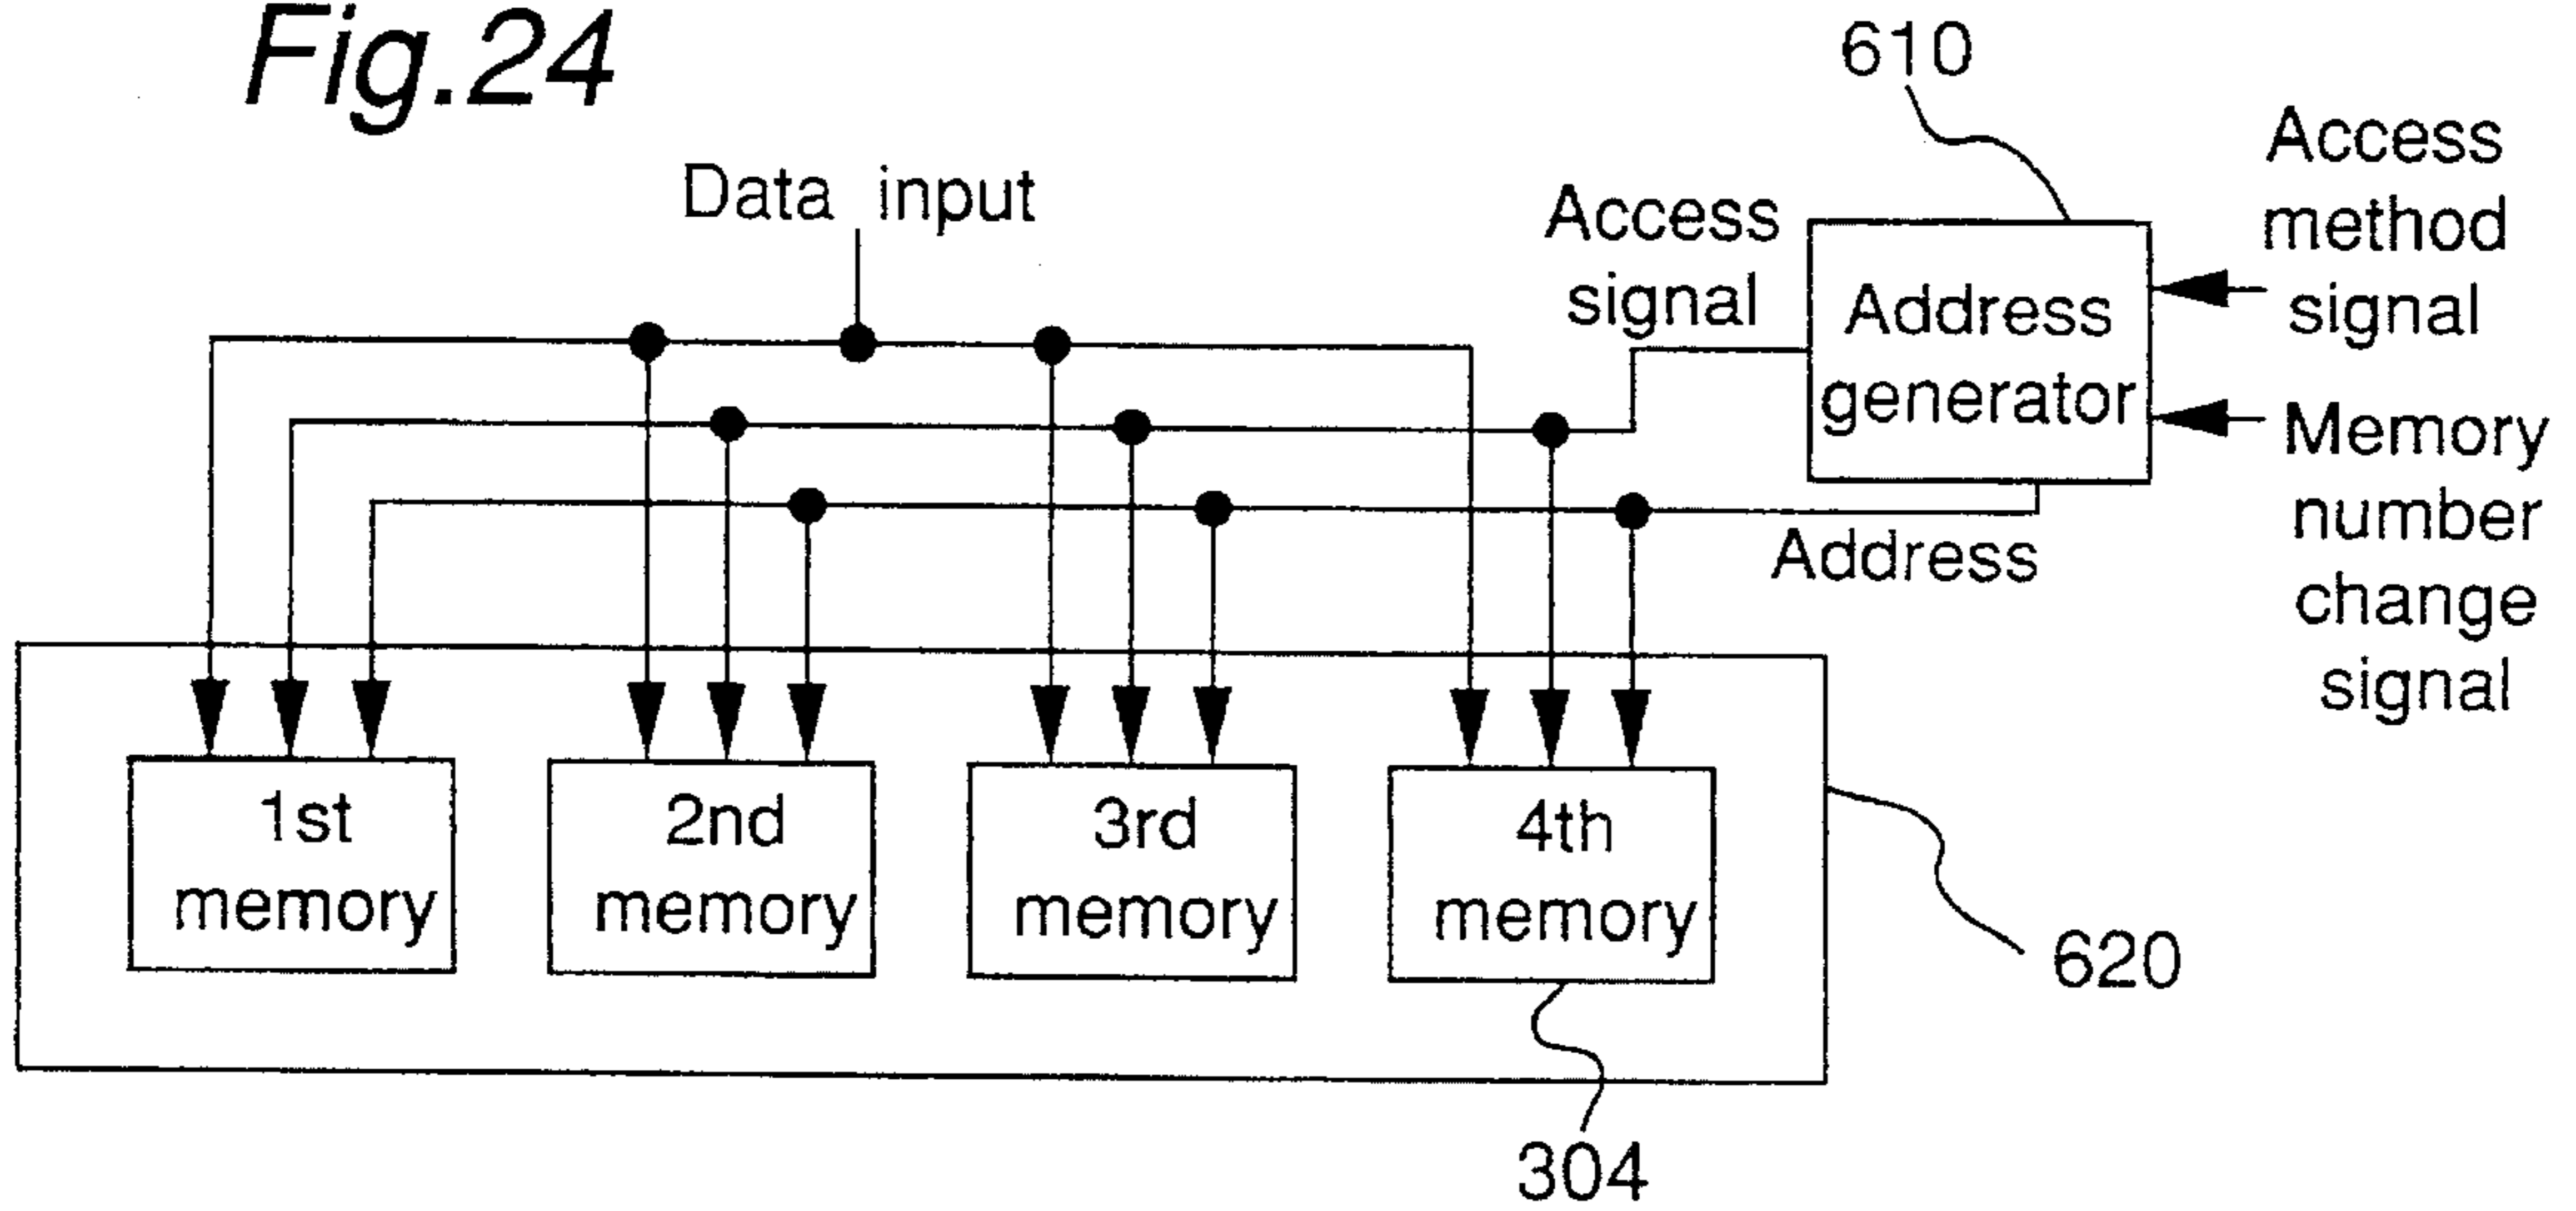 Fig.24
610
Data input
Access
signal
Access
method
signal
Address
generator
Memory
number
change
signal
Address
1st
memory
2nd
memory
3rd
memory
4th
memory
620
304